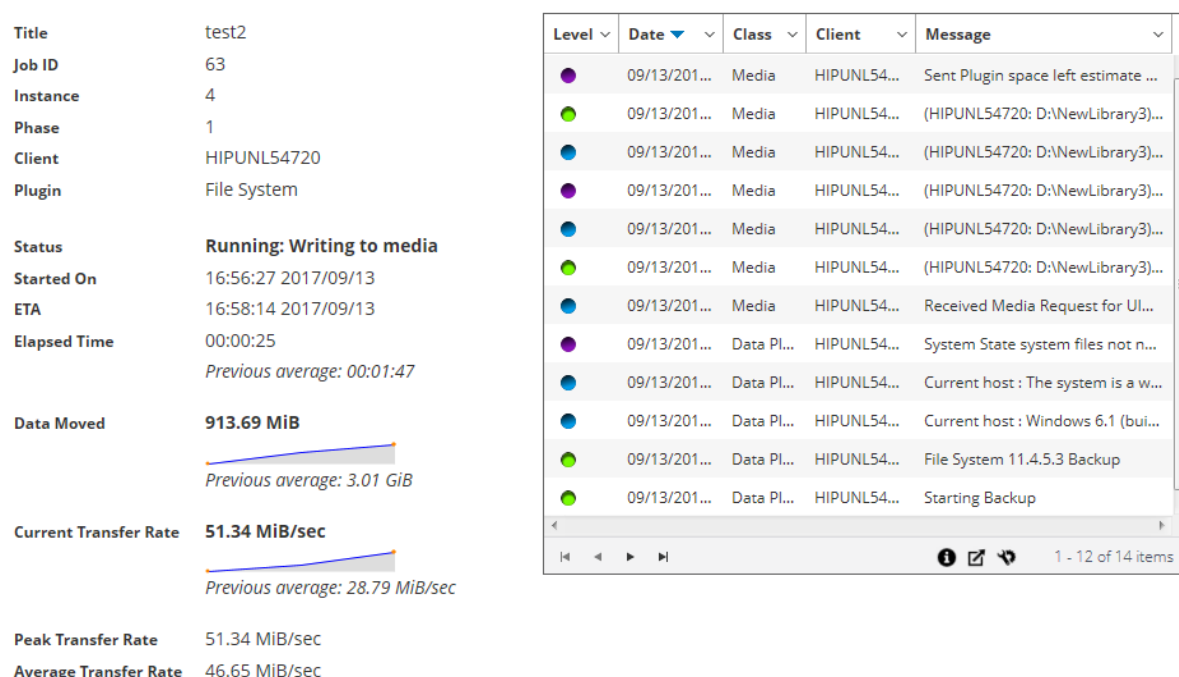 Title test2
Job ID 63
Instance 4
Phase 1
Client HIPUNL54720
Plugin File System
Status Running: Writing to media
Started On 16:56:27 2017/09/13
ETA 16:58:14 2017/09/13
Elapsed Time 00:00:25
Previous average: 00:01:47
Data Moved 913.69 MiB
Previous average: 3.01 GiB
Current Transfer Rate 51.34 MiB/sec
Previous average: 28.79 MiB/sec
Peak Transfer Rate 51.34 MiB/sec
Average Transfer Rate 46.65 MiB/sec
Level Date Class Client Message
09/13/201... Media HIPUNL54... Sent Plugin space left estimate ...
09/13/201... Media HIPUNL54... (HIPUNL54720: D:\NewLibrary3)...
09/13/201... Media HIPUNL54... (HIPUNL54720: D:\NewLibrary3)...
09/13/201... Media HIPUNL54... (HIPUNL54720: D:\NewLibrary3)...
09/13/201... Media HIPUNL54... (HIPUNL54720: D:\NewLibrary3)...
09/13/201... Media HIPUNL54... (HIPUNL54720: D:\NewLibrary3)...
09/13/201... Media HIPUNL54... Received Media Request for UI...
09/13/201... Data Pl... HIPUNL54... System State system files not n...
09/13/201... Data Pl... HIPUNL54... Current host : The system is a w...
09/13/201... Data Pl... HIPUNL54... Current host : Windows 6.1 (bui...
09/13/201... Data Pl... HIPUNL54... File System 11.4.5.3 Backup
09/13/201... Data Pl... HIPUNL54... Starting Backup
1 - 12 of 14 items